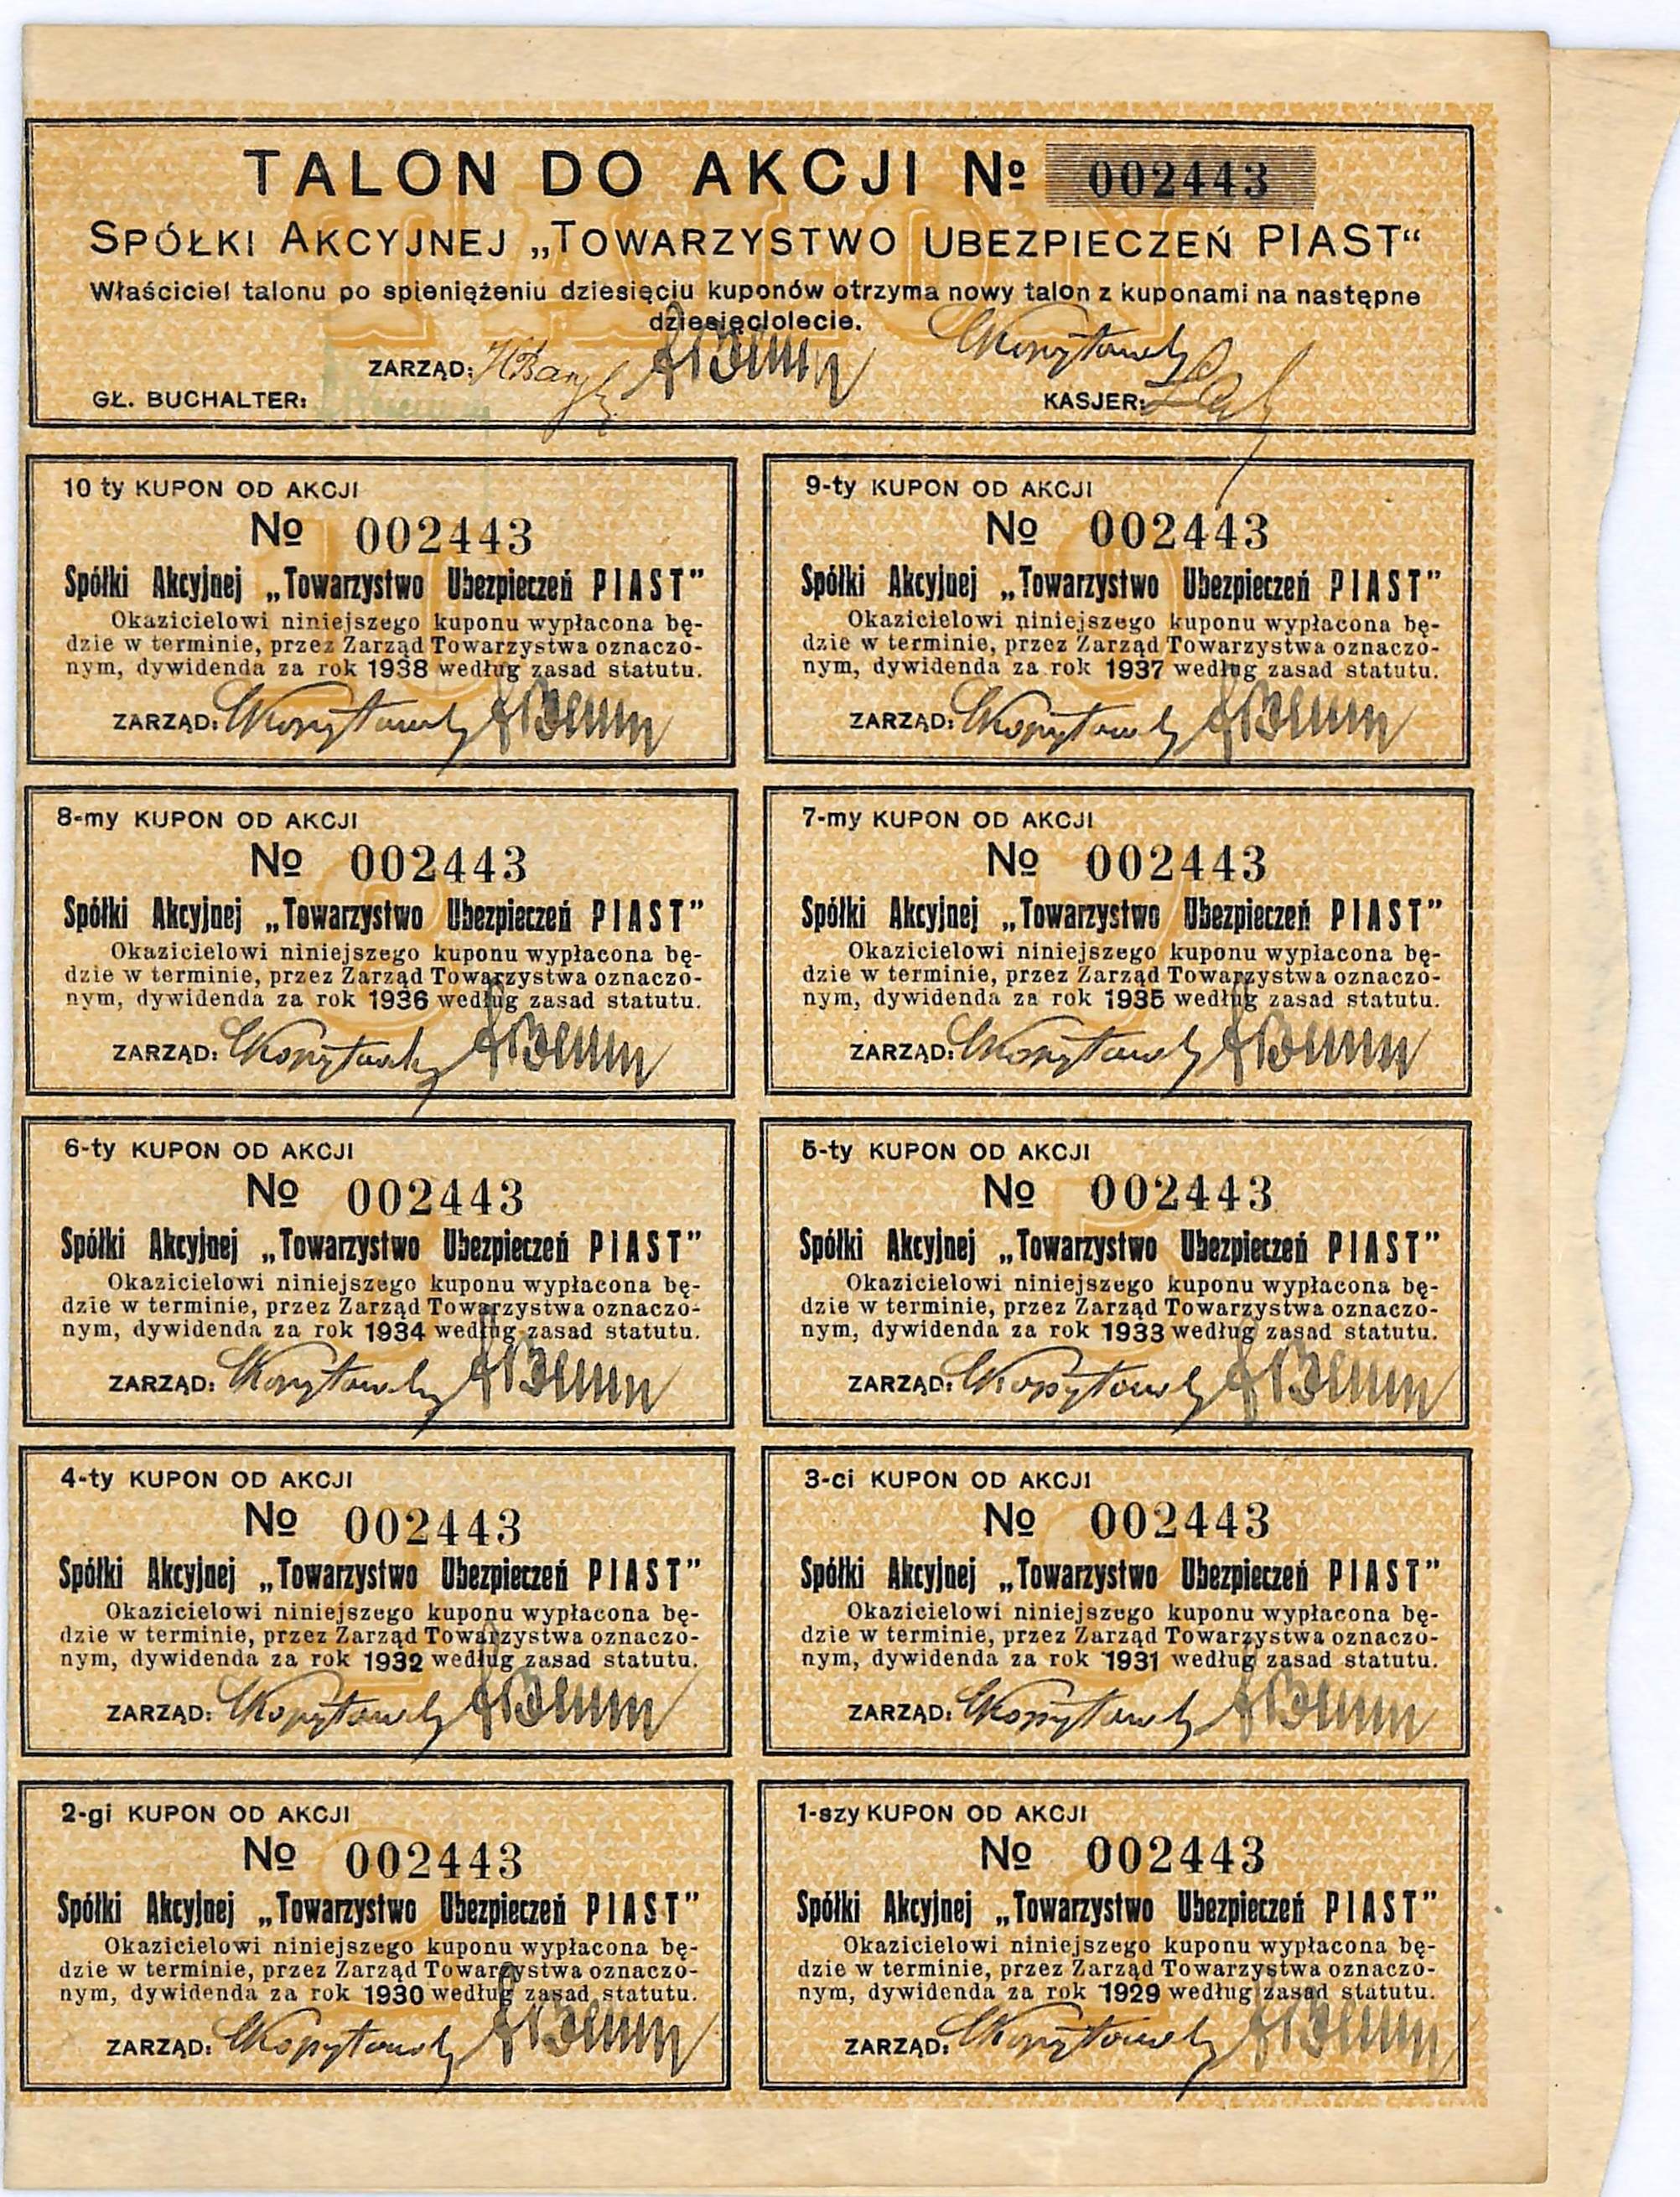 TALON DO AKCJI № 002443
SPÓŁKI AKCYJNEJ „TOWARZYSTWO UBEZPIECZEŃ PIAST“
Właściciel talonu po spieniężeniu dziesięciu kuponów otrzyma nowy talon z kuponami na następne
dziesięciolecie.
ZARZĄD:
GŁ. BUCHALTER:
KASJER:
10 ty KUPON OD AKCJI
№ 002443
Spółki Akcyjnej „Towarzystwo Ubezpieczeń PIAST”
Okazicielowi niniejszego kuponu wypłacona bę-
dzie w terminie, przez Zarząd Towarzystwa oznaczo-
nym, dywidenda za rok 1938 według zasad statutu.
ZARZĄD:
9-ty KUPON OD AKCJI
№ 002443
Spółki Akcyjnej „Towarzystwo Ubezpieczeń PIAST”
Okazicielowi niniejszego kuponu wypłacona bę-
dzie w terminie, przez Zarząd Towarzystwa oznaczo-
nym, dywidenda za rok 1937 według zasad statutu.
ZARZĄD:
8-my KUPON OD AKCJI
№ 002443
Spółki Akcyjnej „Towarzystwo Ubezpieczeń PIAST”
Okazicielowi niniejszego kuponu wypłacona bę-
dzie w terminie, przez Zarząd Towarzystwa oznaczo-
nym, dywidenda za rok 1936 według zasad statutu.
ZARZĄD:
7-my KUPON OD AKCJI
№ 002443
Spółki Akcyjnej „Towarzystwo Ubezpieczeń PIAST”
Okazicielowi niniejszego kuponu wypłacona bę-
dzie w terminie, przez Zarząd Towarzystwa oznaczo-
nym, dywidenda za rok 1935 według zasad statutu.
ZARZĄD:
6-ty KUPON OD AKCJI
№ 002443
Spółki Akcyjnej „Towarzystwo Ubezpieczeń PIAST”
Okazicielowi niniejszego kuponu wypłacona bę-
dzie w terminie, przez Zarząd Towarzystwa oznaczo-
nym, dywidenda za rok 1934 według zasad statutu.
ZARZĄD:
5-ty KUPON OD AKCJI
№ 002443
Spółki Akcyjnej „Towarzystwo Ubezpieczeń PIAST”
Okazicielowi niniejszego kuponu wypłacona bę-
dzie w terminie, przez Zarząd Towarzystwa oznaczo-
nym, dywidenda za rok 1933 według zasad statutu.
ZARZĄD:
4-ty KUPON OD AKCJI
№ 002443
Spółki Akcyjnej „Towarzystwo Ubezpieczeń PIAST”
Okazicielowi niniejszego kuponu wypłacona bę-
dzie w terminie, przez Zarząd Towarzystwa oznaczo-
nym, dywidenda za rok 1932 według zasad statutu.
ZARZĄD:
3-ci KUPON OD AKCJI
№ 002443
Spółki Akcyjnej „Towarzystwo Ubezpieczeń PIAST”
Okazicielowi niniejszego kuponu wypłacona bę-
dzie w terminie, przez Zarząd Towarzystwa oznaczo-
nym, dywidenda za rok 1931 według zasad statutu.
ZARZĄD:
2-gi KUPON OD AKCJI
№ 002443
Spółki Akcyjnej „Towarzystwo Ubezpieczeń PIAST”
Okazicielowi niniejszego kuponu wypłacona bę-
dzie w terminie, przez Zarząd Towarzystwa oznaczo-
nym, dywidenda za rok 1930 według zasad statutu.
ZARZĄD:
1-szy KUPON OD AKCJI
№ 002443
Spółki Akcyjnej „Towarzystwo Ubezpieczeń PIAST”
Okazicielowi niniejszego kuponu wypłacona bę-
dzie w terminie, przez Zarząd Towarzystwa oznaczo-
nym, dywidenda za rok 1929 według zasad statutu.
ZARZĄD: